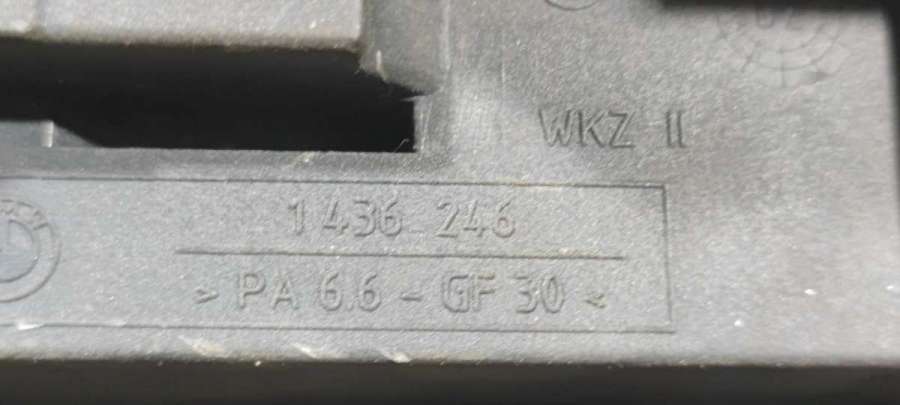 WKZ II
1 436 246
> PA 6.6 - GF 30 <